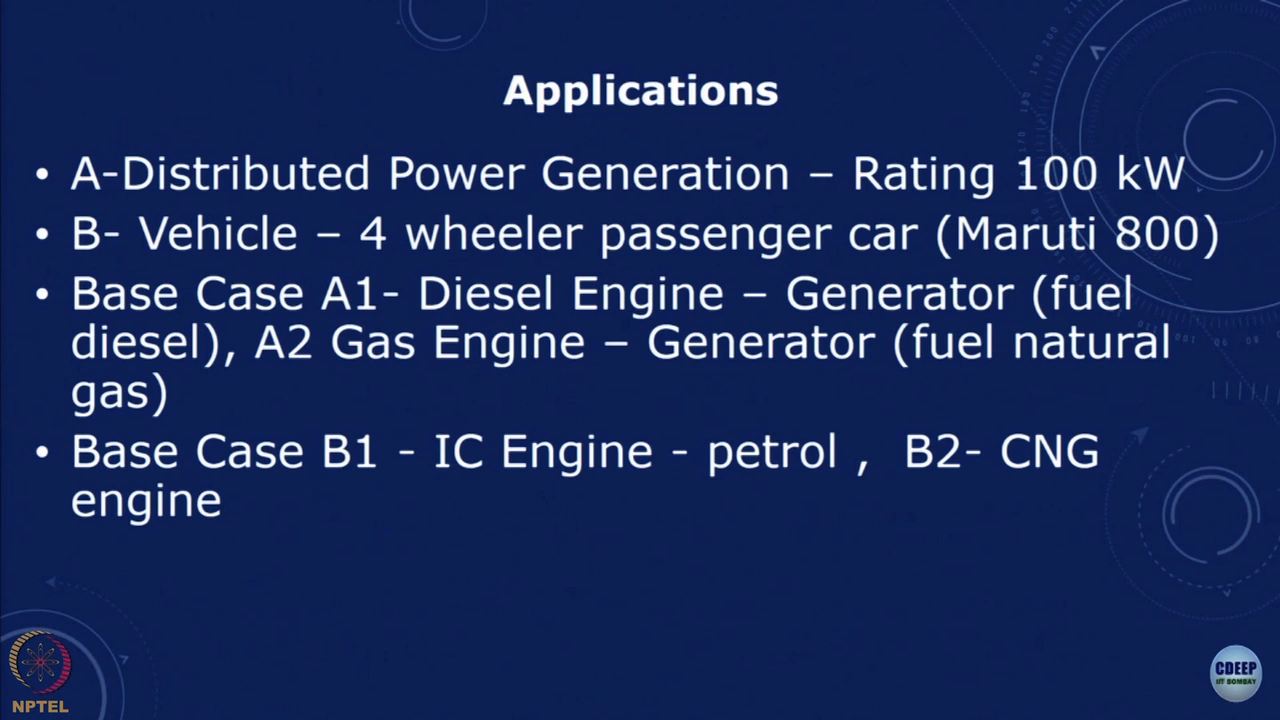 Applications
• A-Distributed Power Generation – Rating 100 kW
• B- Vehicle – 4 wheeler passenger car (Maruti 800)
• Base Case A1- Diesel Engine – Generator (fuel
diesel), A2 Gas Engine – Generator (fuel natural
gas)
• Base Case B1 - IC Engine - petrol , B2- CNG
engine
NPTEL
CDEEP
IIT BOMBAY